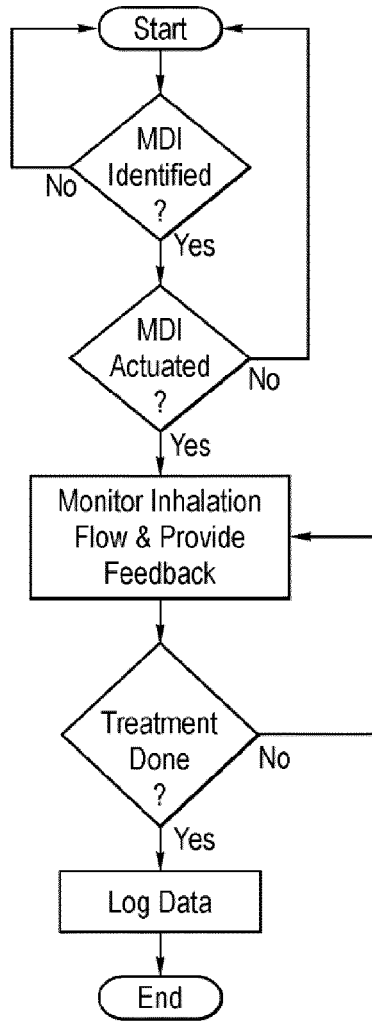 Start
MDI
Identified
?
No
Yes
MDI
Actuated
?
No
Yes
Monitor Inhalation
Flow & Provide
Feedback
Treatment
Done
?
No
Yes
Log Data
End